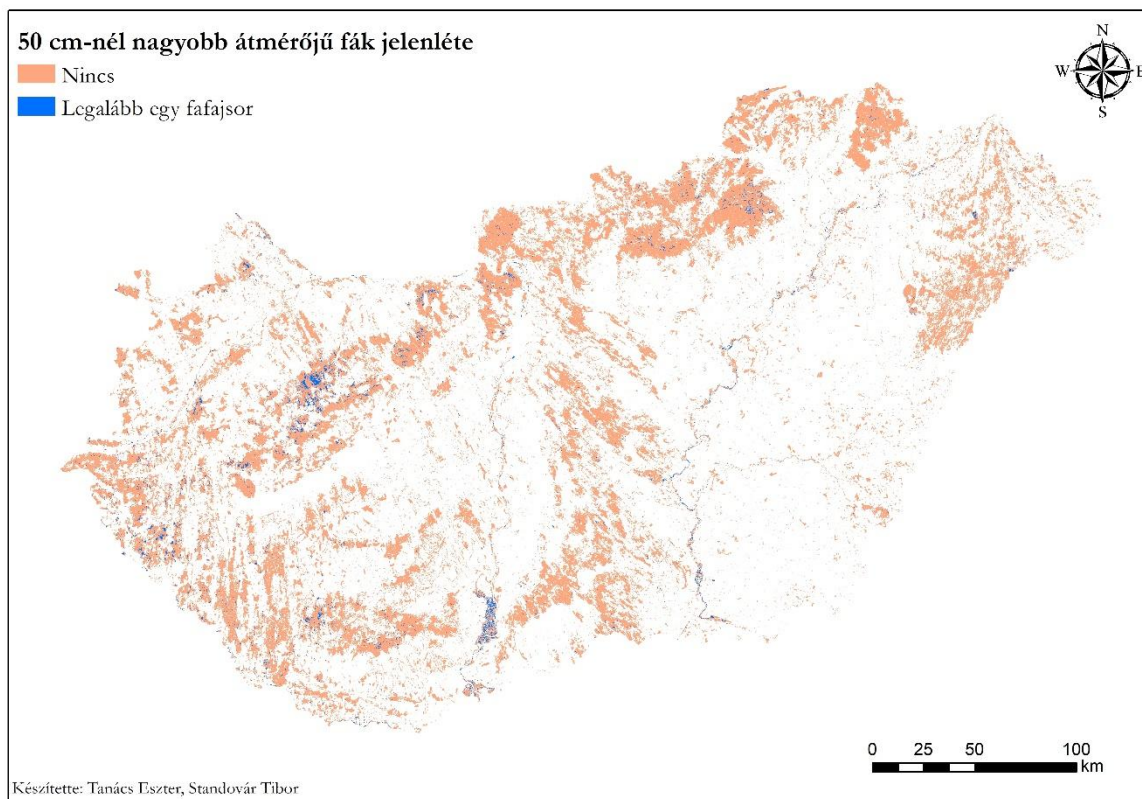 50 cm-nél nagyobb átmérőjű fák jelenléte
Nincs
Legalább egy fafajsor
N
W E
S
0 25 50 100
km
Készítette: Tanács Eszter, Standovár Tibor